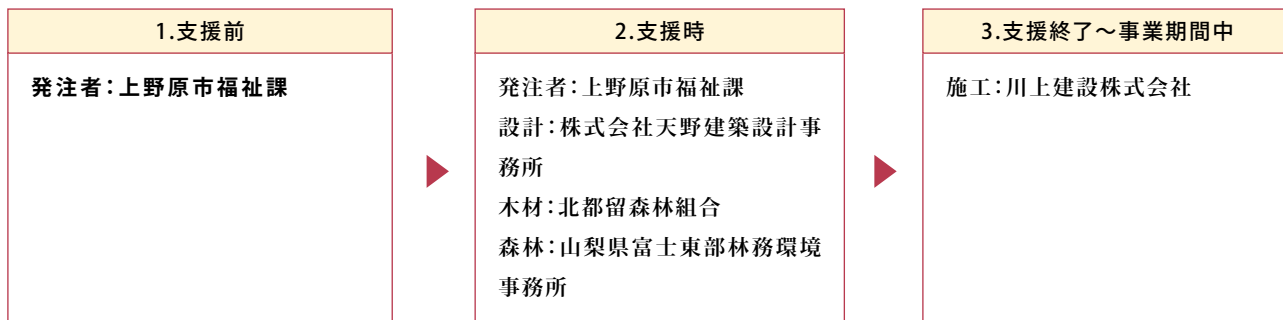 1.支援前
発注者：上野原市福祉課
2.支援時
発注者：上野原市福祉課
設計：株式会社天野建築設計事
務所
木材：北都留森林組合
森林：山梨県富士東部林務環境
事務所
3.支援終了～事業期間中
施工：川上建設株式会社